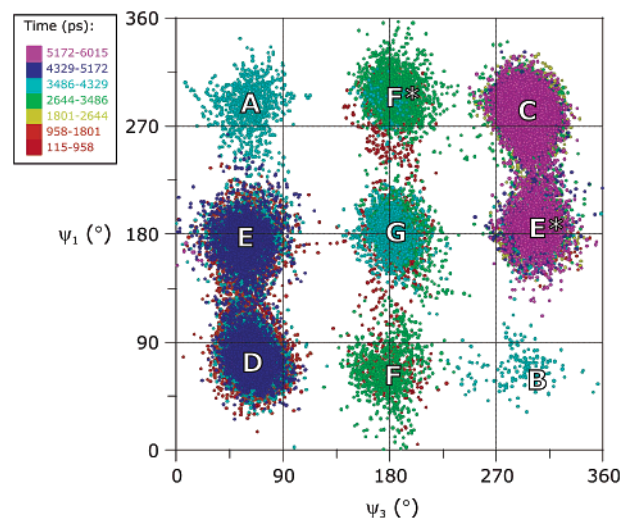 Time (ps):
5172-6015
4329-5172
3486-4329
2644-3486
1801-2644
958-1801
115-958
360
270
180
90
0
ψ1 (°)
A
F*
C
E
G
E*
D
F
B
0
90
180
270
360
ψ3 (°)